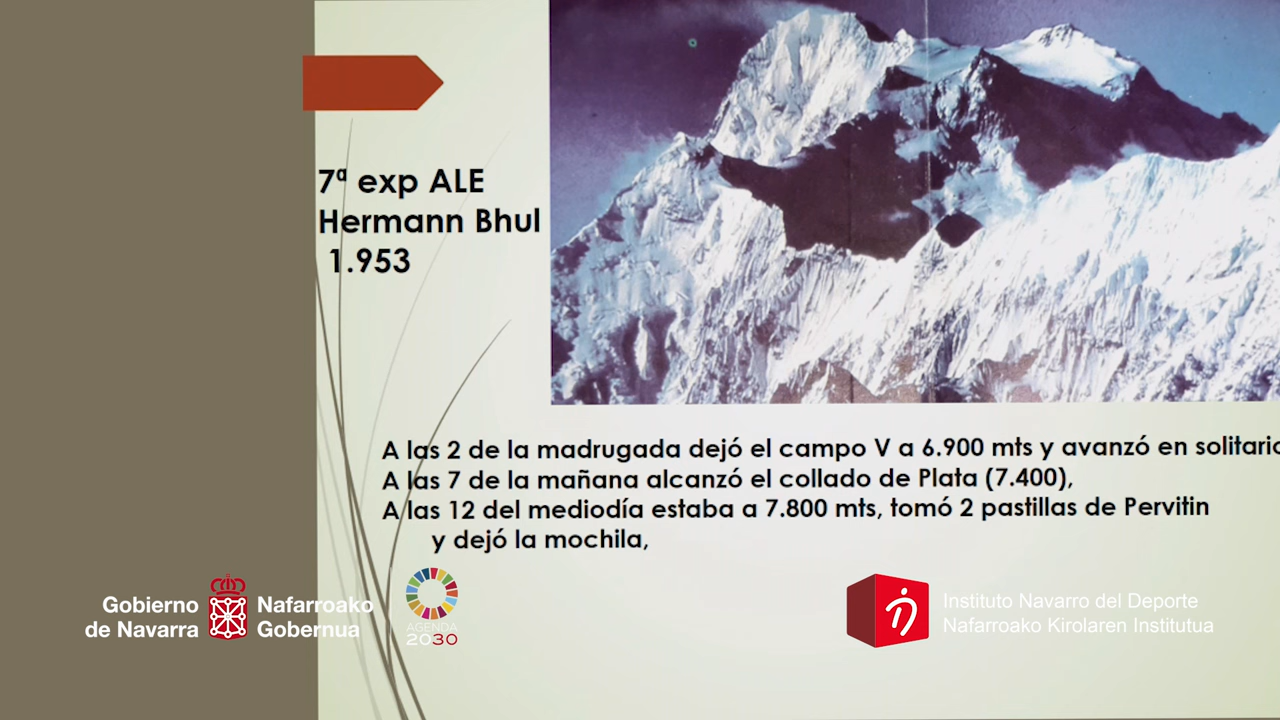 7ª exp ALE
Hermann Bhul
1.953
A las 2 de la madrugada dejó el campo V a 6.900 mts y avanzó en solitario
A las 7 de la mañana alcanzó el collado de Plata (7.400),
A las 12 del mediodía estaba a 7.800 mts, tomó 2 pastillas de Pervitin
y dejó la mochila,
Gobierno
de Navarra
Nafarroako
Gobernua
AGENDA
2030
Instituto Navarro del Deporte
Nafarroako Kirolaren Institutua